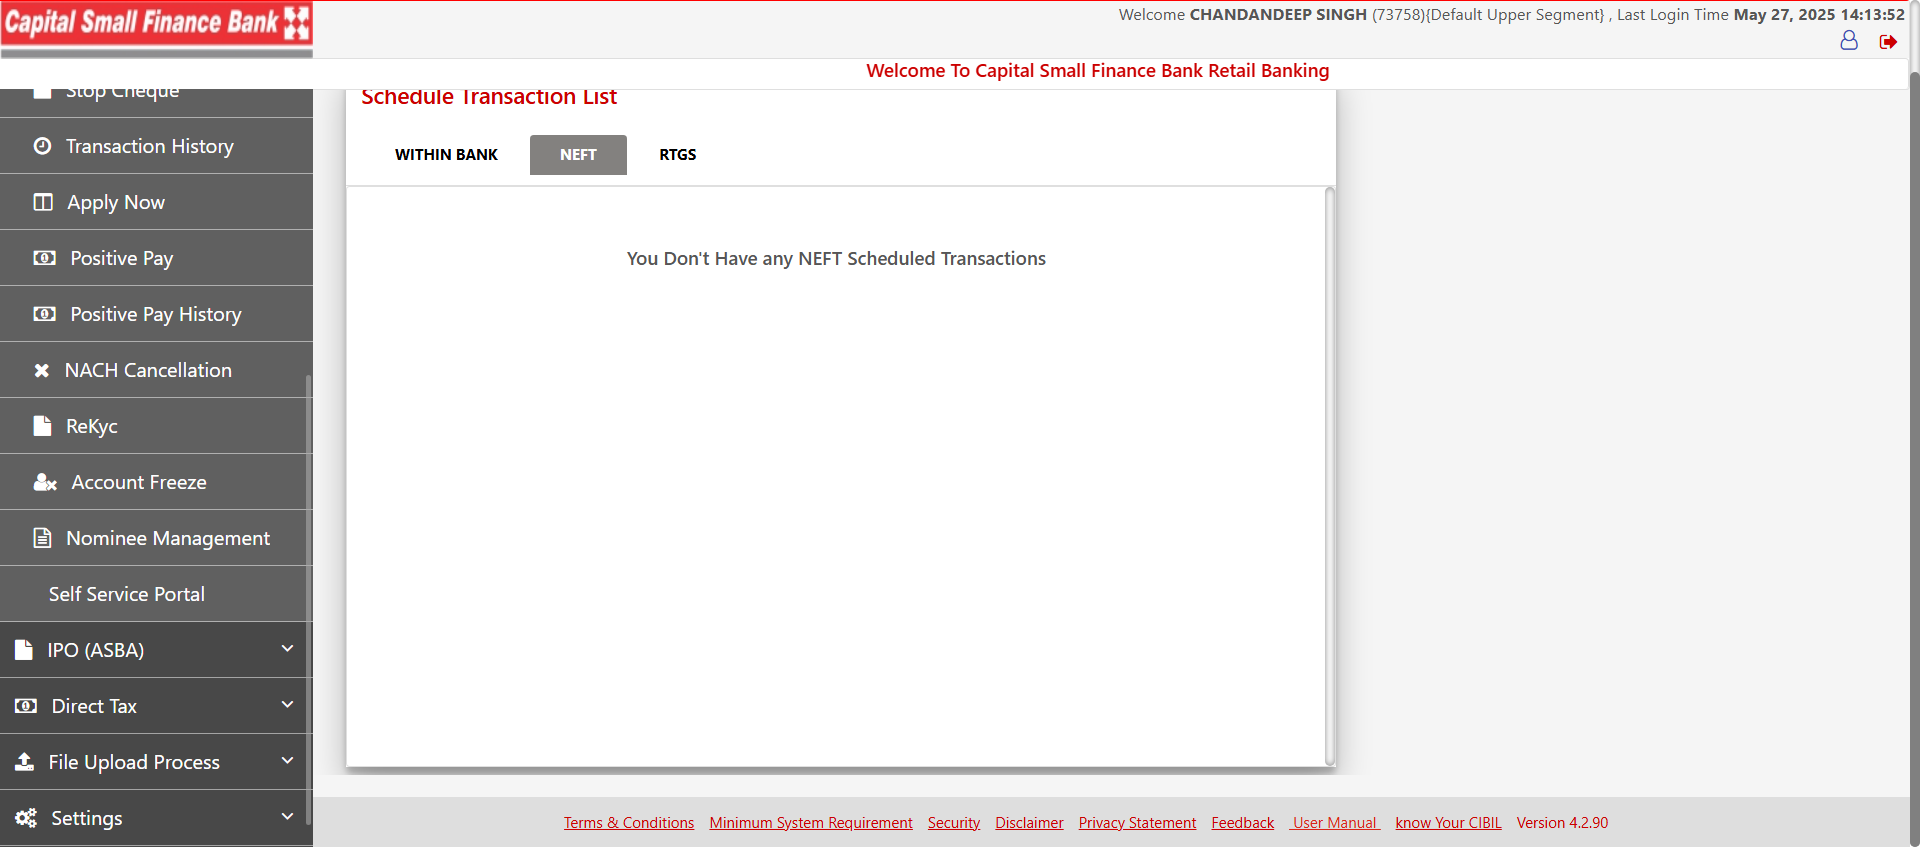 Capital Small Finance Bank
Welcome CHANDANDEEP SINGH (73758){Default Upper Segment} , Last Login Time May 27, 2025 14:13:52
Welcome To Capital Small Finance Bank Retail Banking
Stop Cheque
Transaction History
Apply Now
Positive Pay
Positive Pay History
NACH Cancellation
ReKyc
Account Freeze
Nominee Management
Self Service Portal
IPO (ASBA)
Direct Tax
File Upload Process
Settings
Schedule Transaction List
WITHIN BANK NEFT RTGS
You Don't Have any NEFT Scheduled Transactions
Terms & Conditions Minimum System Requirement Security Disclaimer Privacy Statement Feedback User Manual know Your CIBIL Version 4.2.90